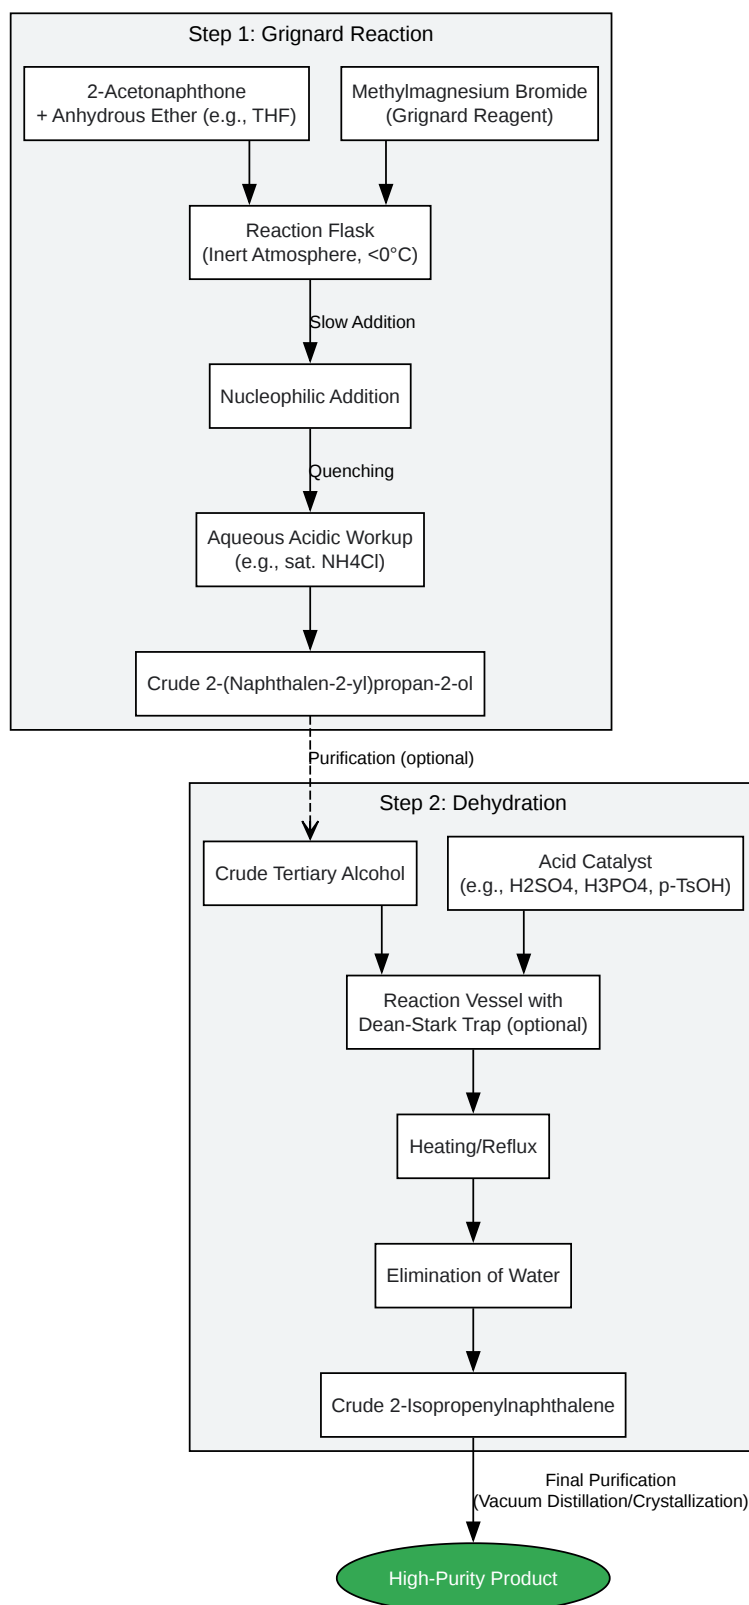 Step 1: Grignard Reaction
2-Acetonaphthone
+ Anhydrous Ether (e.g., THF)
Methylmagnesium Bromide
(Grignard Reagent)
Reaction Flask
(Inert Atmosphere, <0°C)
Slow Addition
Nucleophilic Addition
Quenching
Aqueous Acidic Workup
(e.g., sat. NH4Cl)
Crude 2-(Naphthalen-2-yl)propan-2-ol
Purification (optional)
Step 2: Dehydration
Crude Tertiary Alcohol
Acid Catalyst
(e.g., H2SO4, H3PO4, p-TsOH)
Reaction Vessel with
Dean-Stark Trap (optional)
Heating/Reflux
Elimination of Water
Crude 2-Isopropenylnaphthalene
Final Purification
(Vacuum Distillation/Crystallization)
High-Purity Product